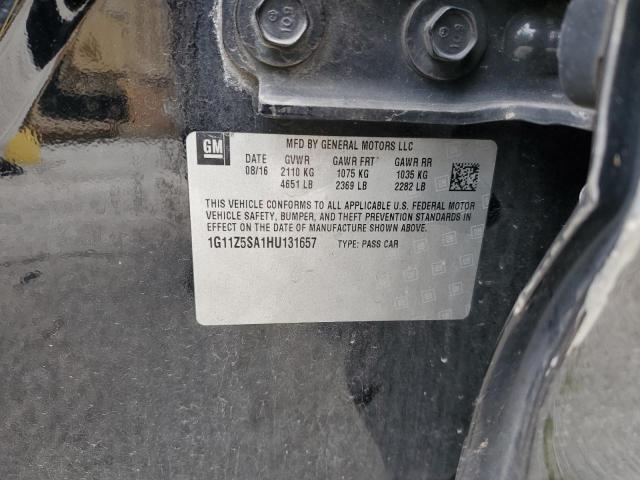 GM
MFD BY GENERAL MOTORS LLC
DATE GVWR GAWR FRT GAWR RR
08/16 2110 KG 1075 KG 1035 KG
4651 LB 2369 LB 2282 LB
THIS VEHICLE CONFORMS TO ALL APPLICABLE U.S. FEDERAL MOTOR
VEHICLE SAFETY, BUMPER, AND THEFT PREVENTION STANDARDS IN
EFFECT ON THE DATE OF MANUFACTURE SHOWN ABOVE.
1G11Z5SA1HU131657 TYPE: PASS CAR